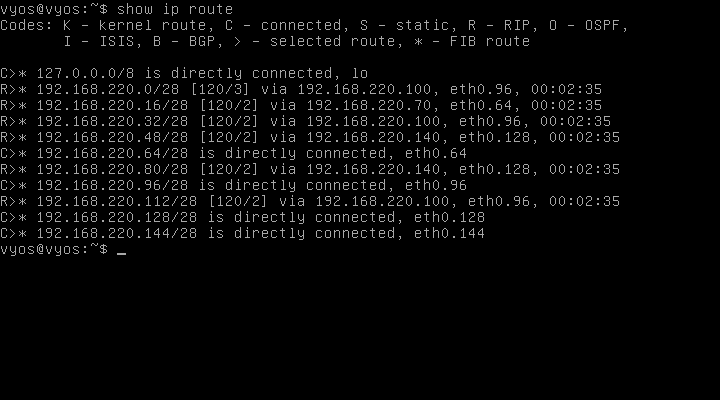 vyos@vyos:~$ show ip route
Codes: K - kernel route, C - connected, S - static, R - RIP, O - OSPF,
       I - ISIS, B - BGP, > - selected route, * - FIB route

C>* 127.0.0.0/8 is directly connected, lo
R>* 192.168.220.0/28 [120/3] via 192.168.220.100, eth0.96, 00:02:35
R>* 192.168.220.16/28 [120/2] via 192.168.220.70, eth0.64, 00:02:35
R>* 192.168.220.32/28 [120/2] via 192.168.220.100, eth0.96, 00:02:35
R>* 192.168.220.48/28 [120/2] via 192.168.220.140, eth0.128, 00:02:35
C>* 192.168.220.64/28 is directly connected, eth0.64
R>* 192.168.220.80/28 [120/2] via 192.168.220.140, eth0.128, 00:02:35
C>* 192.168.220.96/28 is directly connected, eth0.96
R>* 192.168.220.112/28 [120/2] via 192.168.220.100, eth0.96, 00:02:35
C>* 192.168.220.128/28 is directly connected, eth0.128
C>* 192.168.220.144/28 is directly connected, eth0.144
vyos@vyos:~$ _